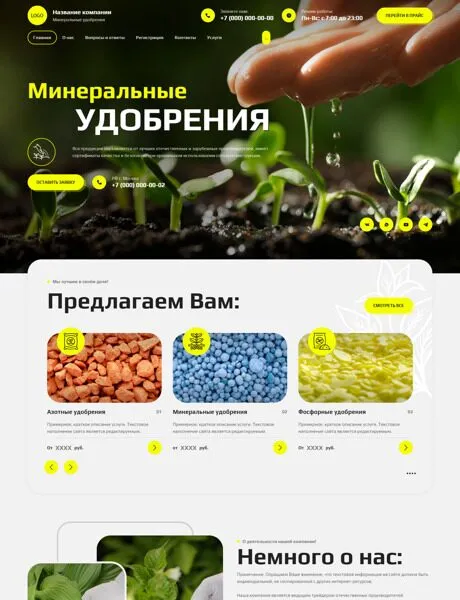 LOGO
Название компании
Минеральные удобрения
Звоните нам:
+7 (000) 000-00-00
Режим работы:
Пн-Вс: с 7:00 до 23:00
ПЕРЕЙТИ В ПРАЙС
Главная
О нас
Вопросы и ответы
Регистрация
Контакты
Услуги
Минеральные
УДОБРЕНИЯ
Вся продукция поставляется от лучших отечественных и зарубежных производителей, имеет
сертификаты качества и безопасности
ОСТАВИТЬ ЗАЯВКУ
РФ г. Москва
+7 (000) 000-00-02
Мы лучшие в своём деле!
Предлагаем Вам:
СМОТРЕТЬ ВСЕ
Азотные удобрения 01
Примерное, краткое описание услуги. Текстовое
наполнение сайта является редактируемым.
От XXXX руб.
Минеральные удобрения 02
Примерное, краткое описание услуги. Текстовое
наполнение сайта является редактируемым.
От XXXX руб.
Фосфорные удобрения 03
Примерное, краткое описание услуги. Текстовое
наполнение сайта является редактируемым.
От XXXX руб.
О деятельности нашей компании!
Немного о нас:
Примечание. Обращаем Ваше внимание, что текстовая информация на сайте должна быть
индивидуальной, не скопированной с других интернет-ресурсов.
Наша компания является ведущим трейдером отечественных производителей